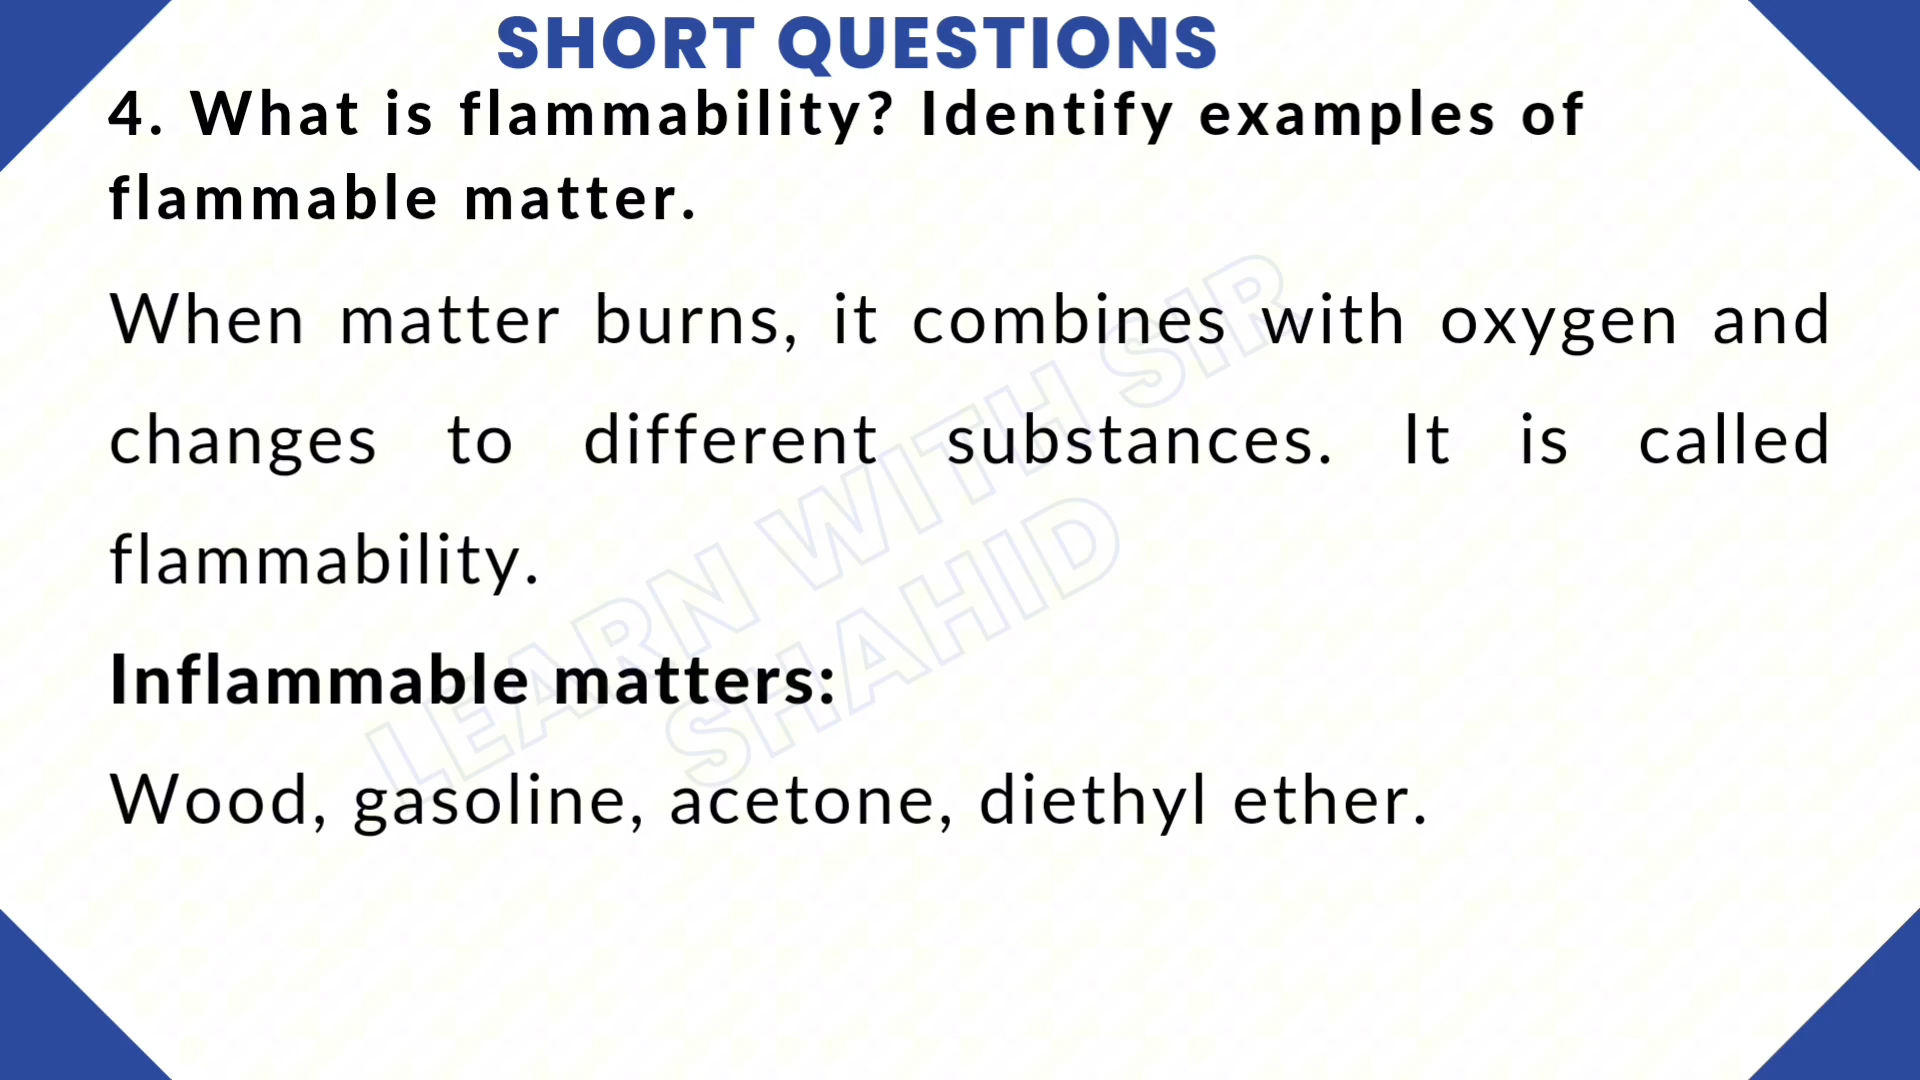 SHORT QUESTIONS
4. What is flammability? Identify examples of
flammable matter.
When matter burns, it combines with oxygen and
changes to different substances. It is called
flammability.
Inflammable matters:
Wood, gasoline, acetone, diethyl ether.
LEARN WITH SIR
SHAHID